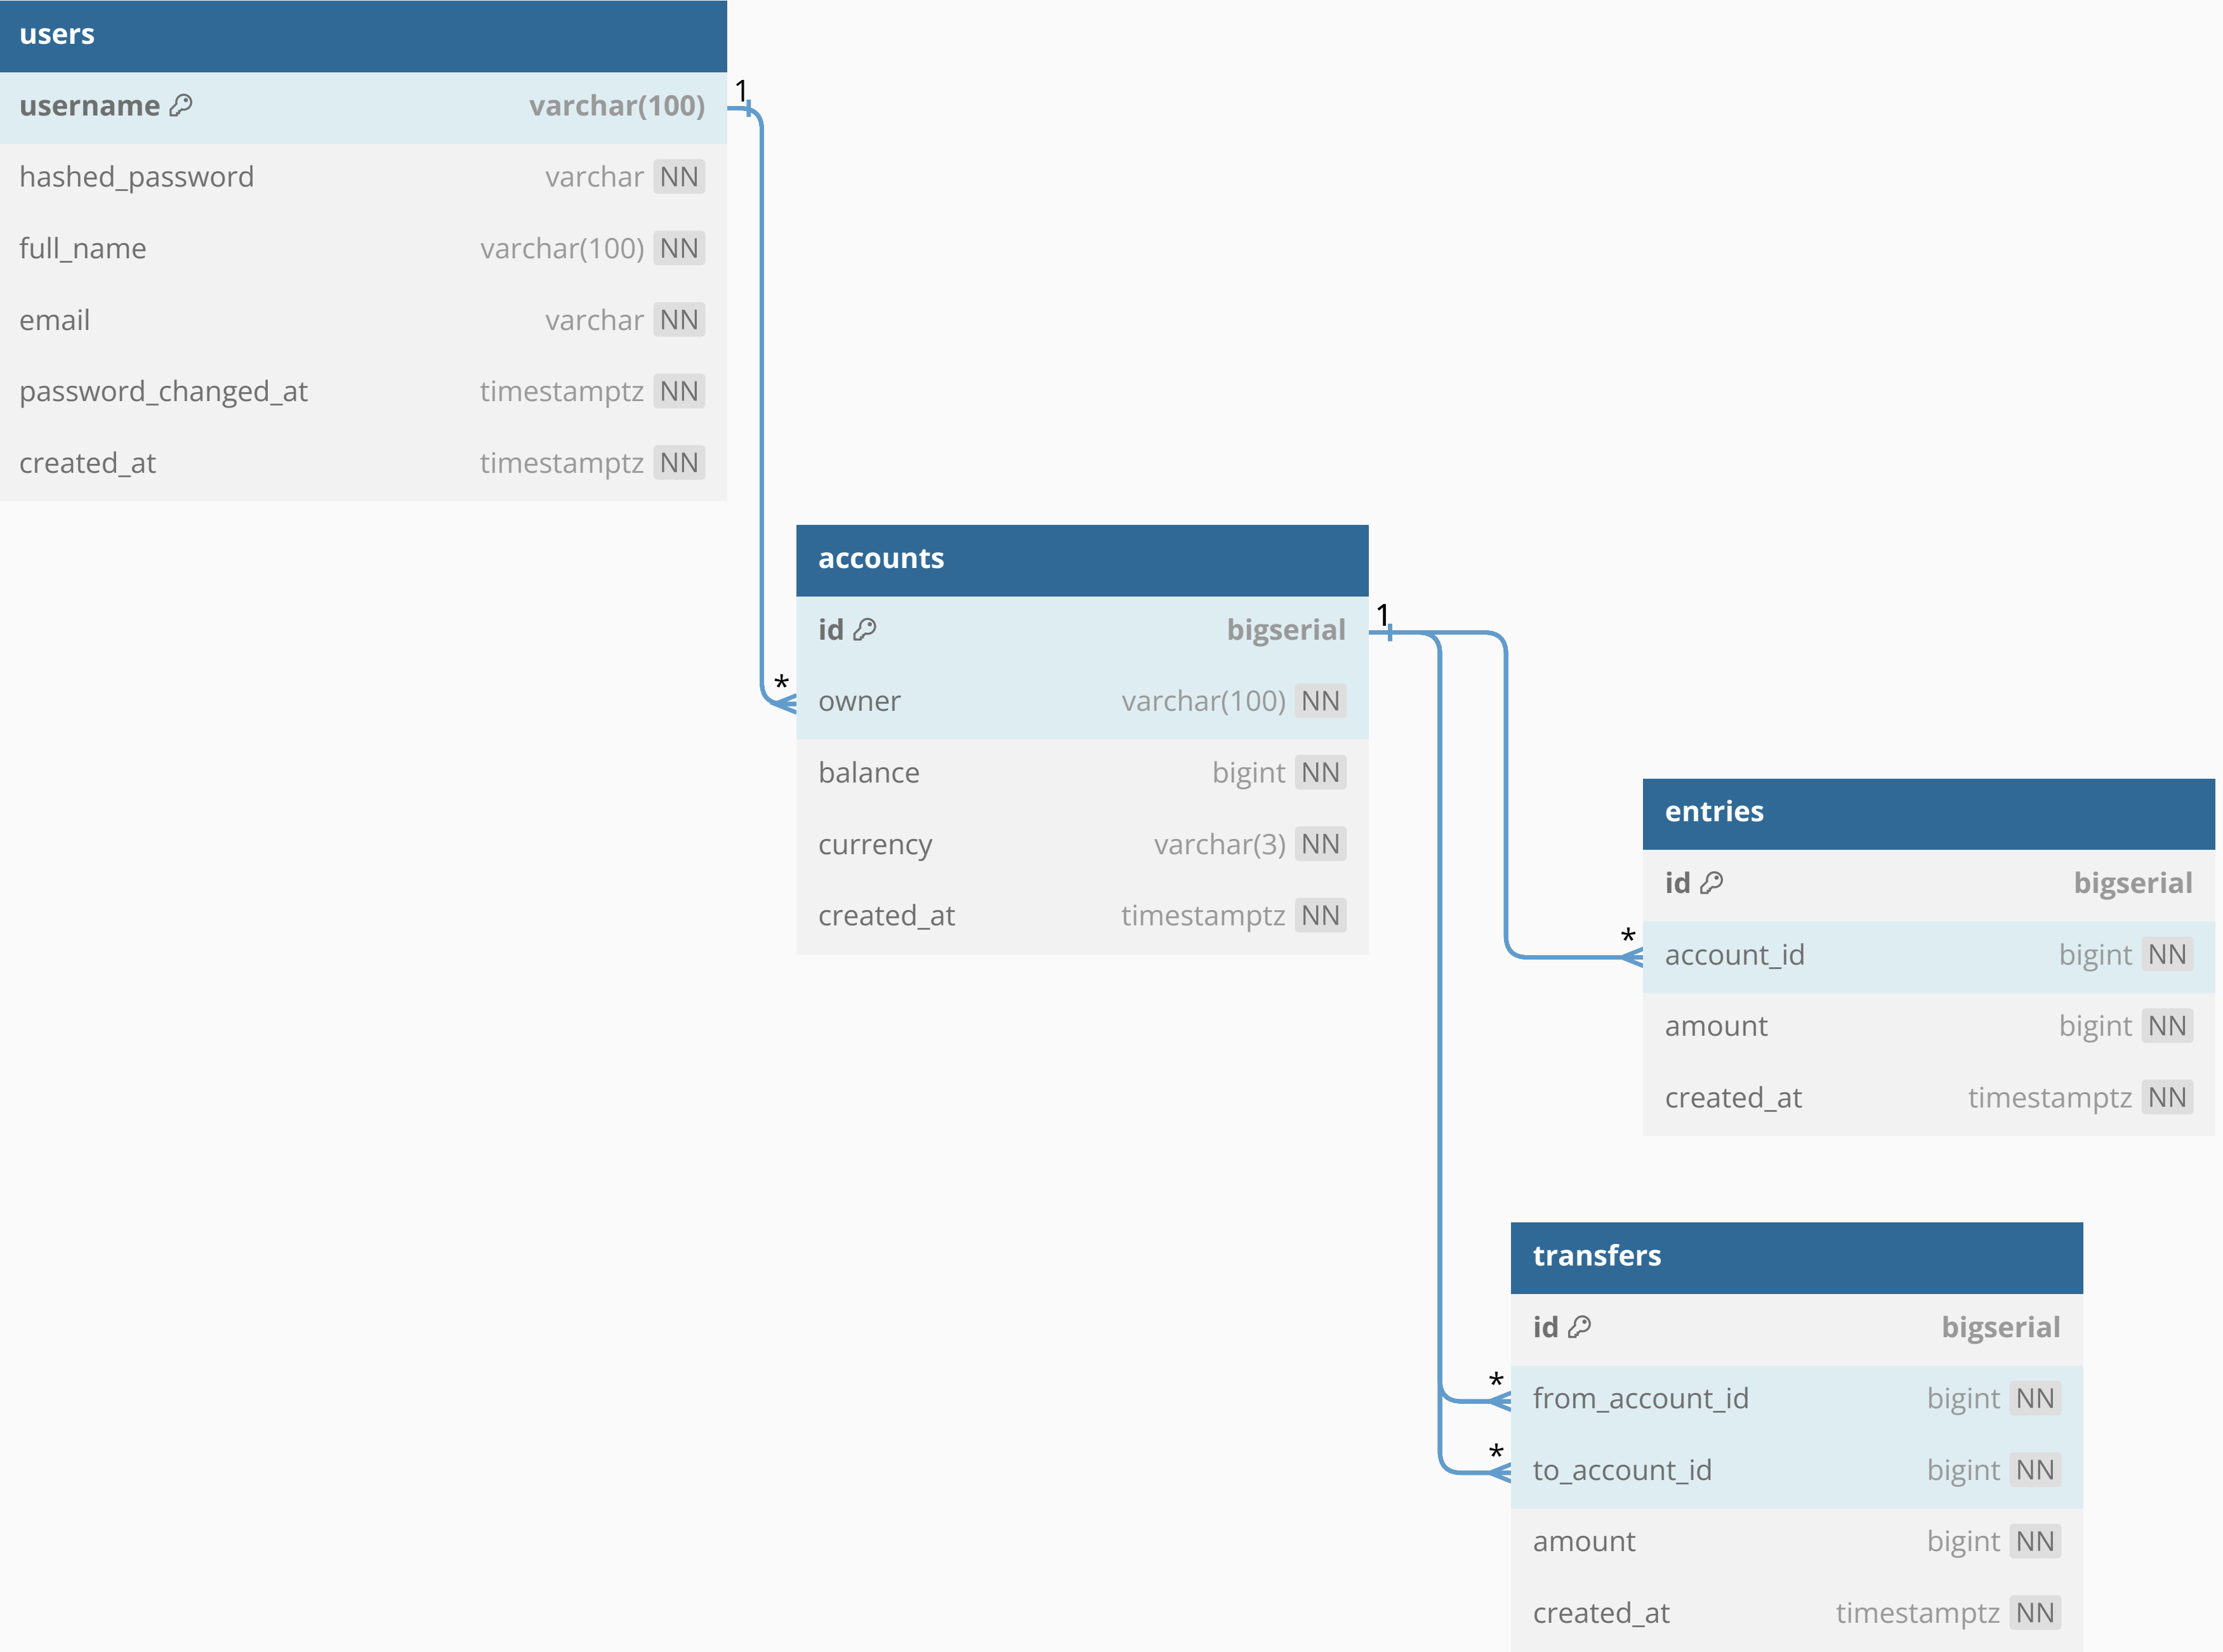 users
username varchar(100)
hashed_password varchar NN
full_name varchar(100) NN
email varchar NN
password_changed_at timestamptz NN
created_at timestamptz NN
1
*
accounts
id bigserial
owner varchar(100) NN
balance bigint NN
currency varchar(3) NN
created_at timestamptz NN
1
*
entries
id bigserial
account_id bigint NN
amount bigint NN
created_at timestamptz NN
*
*
transfers
id bigserial
from_account_id bigint NN
to_account_id bigint NN
amount bigint NN
created_at timestamptz NN